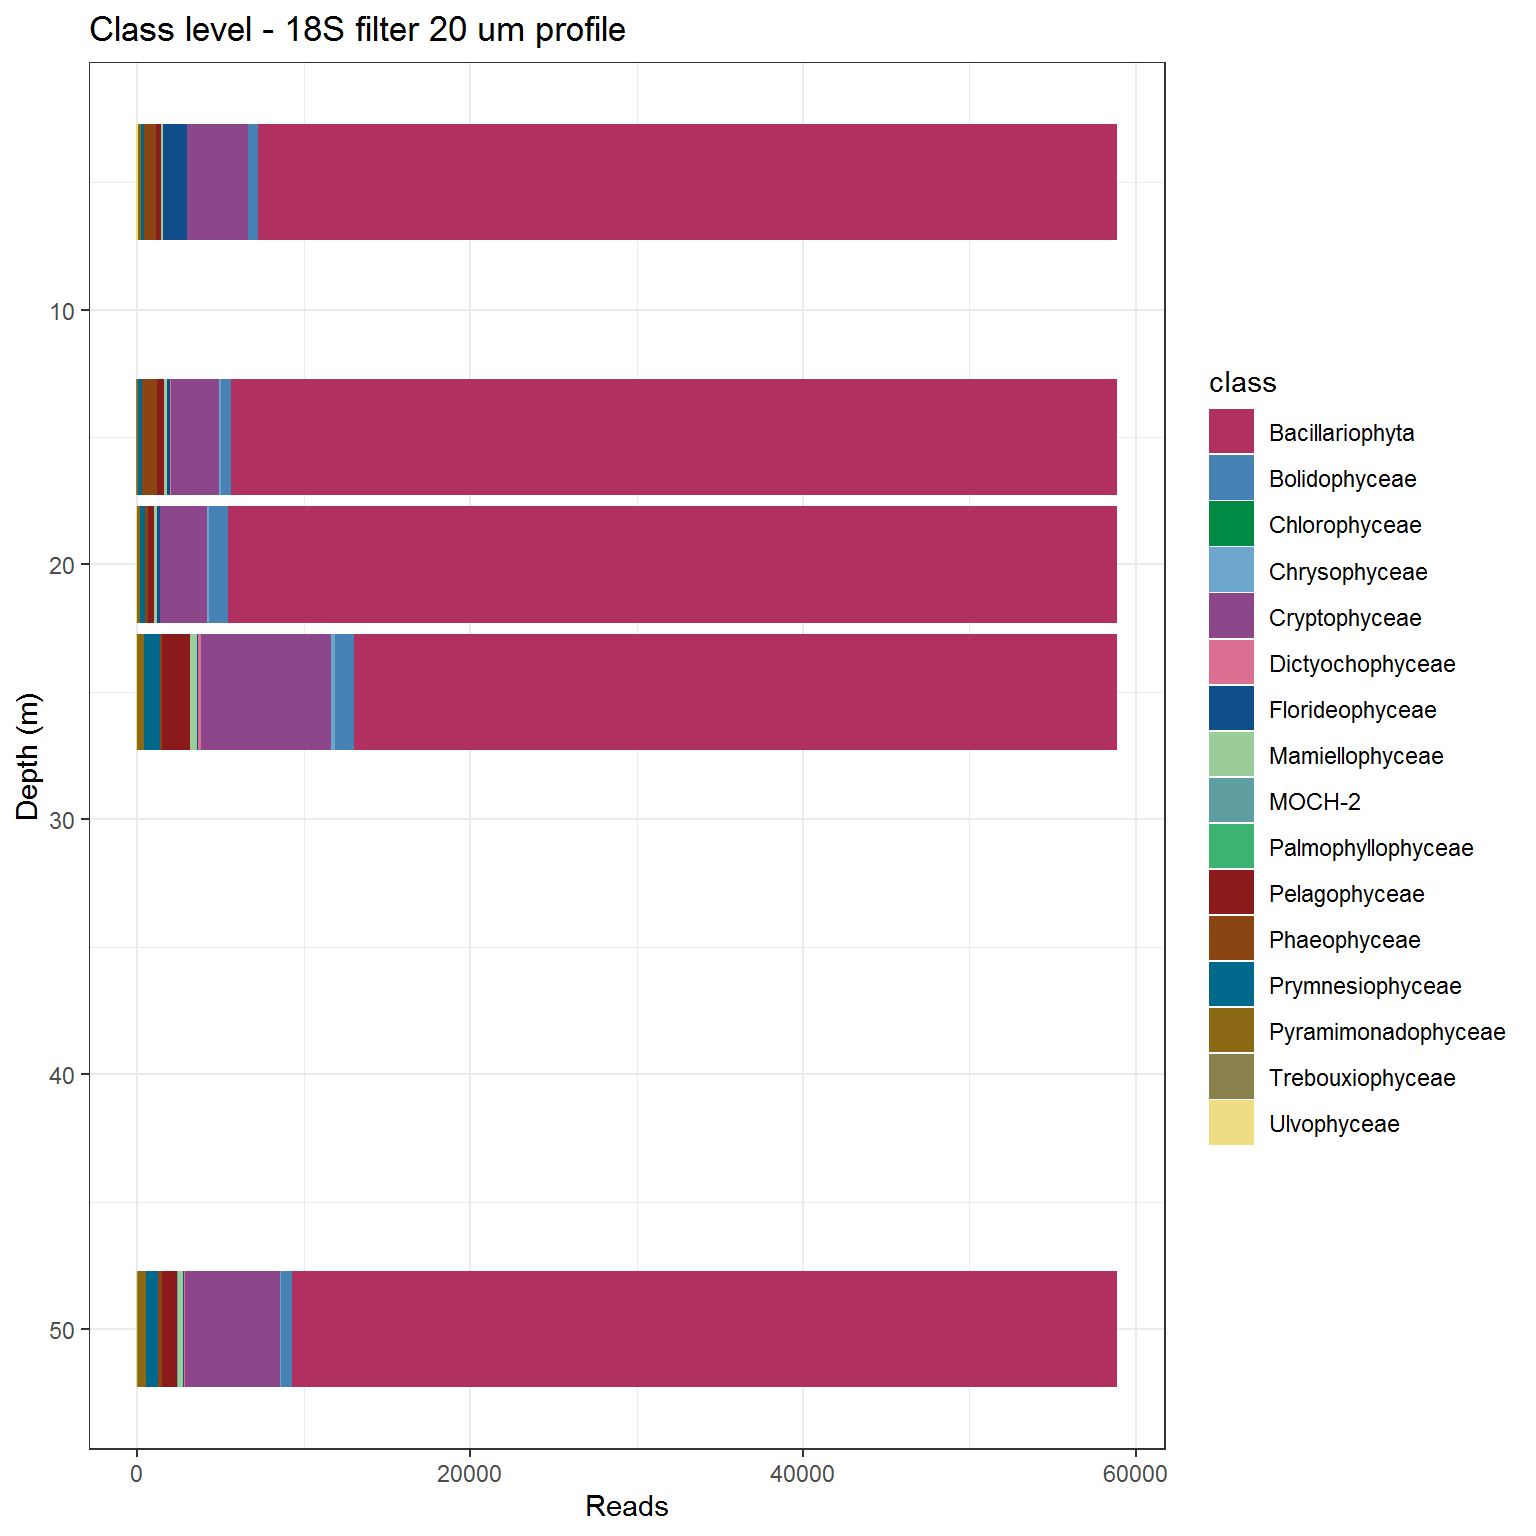 Class level - 18S filter 20 um profile
10
20
30
40
50
Depth (m)
0 20000 40000 60000
Reads
class
Bacillariophyta
Bolidophyceae
Chlorophyceae
Chrysophyceae
Cryptophyceae
Dictyochophyceae
Florideophyceae
Mamiellophyceae
MOCH-2
Palmophyllophyceae
Pelagophyceae
Phaeophyceae
Prymnesiophyceae
Pyramimonadophyceae
Trebouxiophyceae
Ulvophyceae